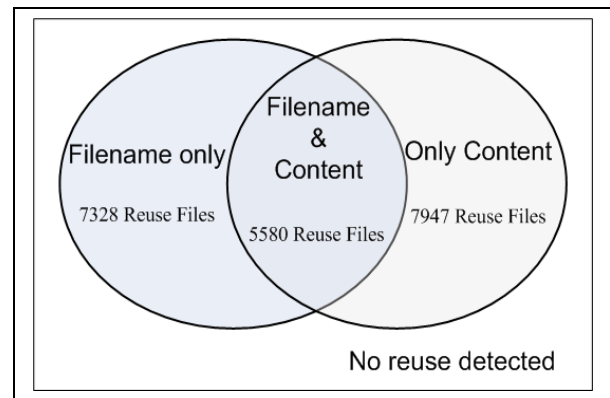 Filename only
7328 Reuse Files
Filename
&
Content
5580 Reuse Files
Only Content
7947 Reuse Files
No reuse detected